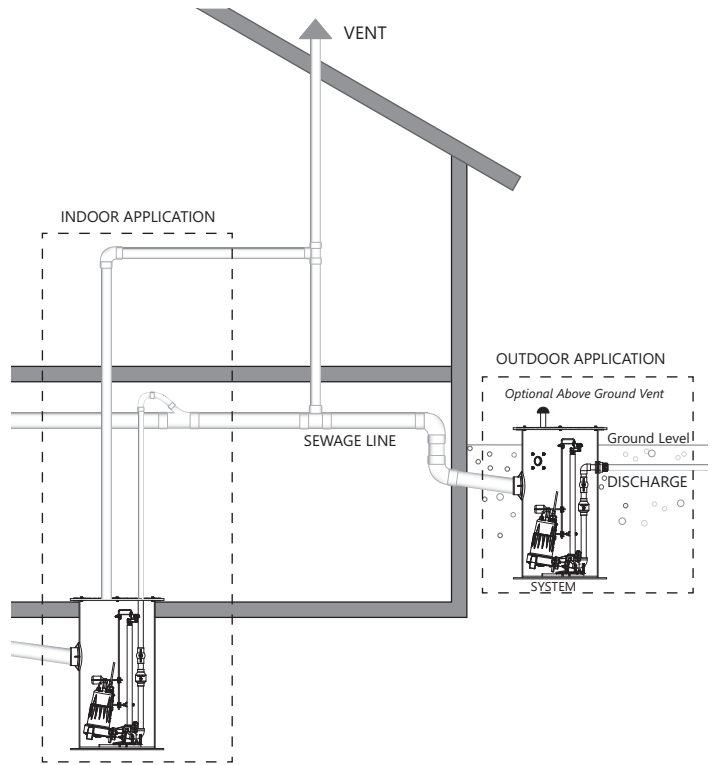 VENT
INDOOR APPLICATION
OUTDOOR APPLICATION
Optional Above Ground Vent
SEWAGE LINE
Ground Level
DISCHARGE
SYSTEM